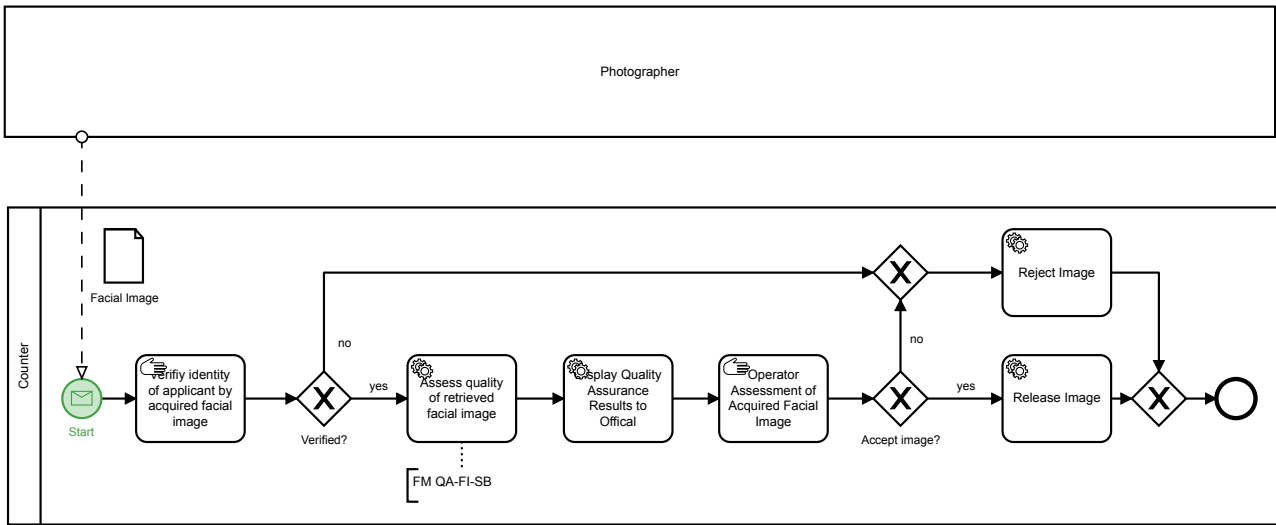 Photographer
Counter
Facial Image
Start
Verifiy identity
of applicant by
acquired facial
image
no
Verified?
yes
Assess quality
of retrieved
facial image
FM QA-FI-SB
Display Quality
Assurance
Results to
Offical
Operator
Assessment of
Acquired Facial
Image
no
Accept image?
yes
Reject Image
Release Image